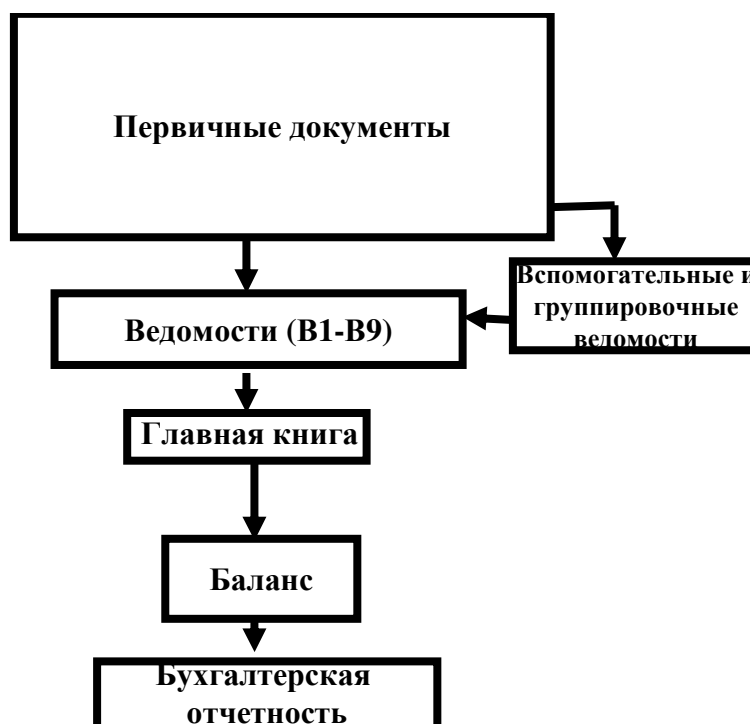 Первичные документы
Вспомогательные и
группировочные
ведомости
Ведомости (В1-В9)
Главная книга
Баланс
Бухгалтерская
отчетность